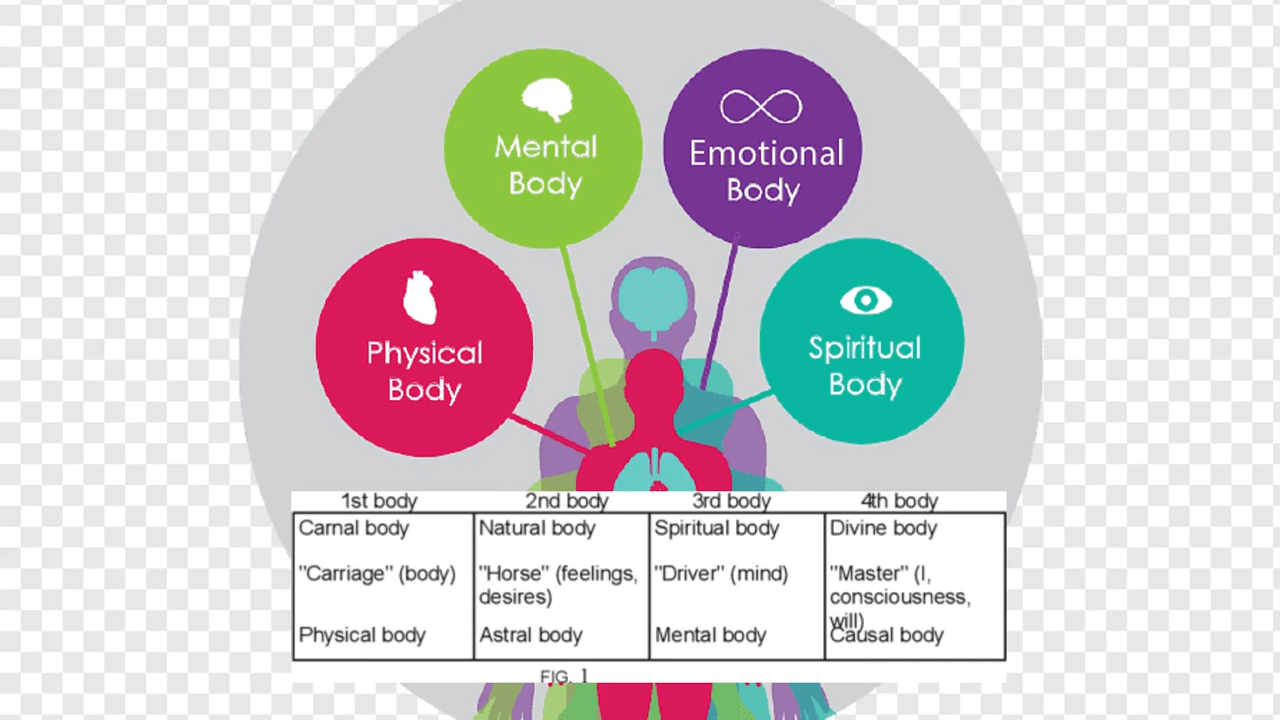 Mental
Body
Emotional
Body
Physical
Body
Spiritual
Body
1st body 2nd body 3rd body 4th body
Carnal body Natural body Spiritual body Divine body
"Carriage" (body) "Horse" (feelings, "Driver" (mind) "Master" (I,
desires) consciousness,
will)
Physical body Astral body Mental body Causal body
FIG. 1